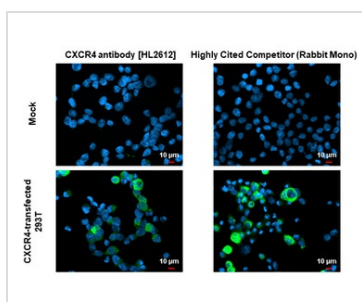 CXCR4 antibody [HL2612] Highly Cited Competitor (Rabbit Mono)
Mock
10 µm
10 µm
CXCR4-transfected
293T
10 µm
10 µm